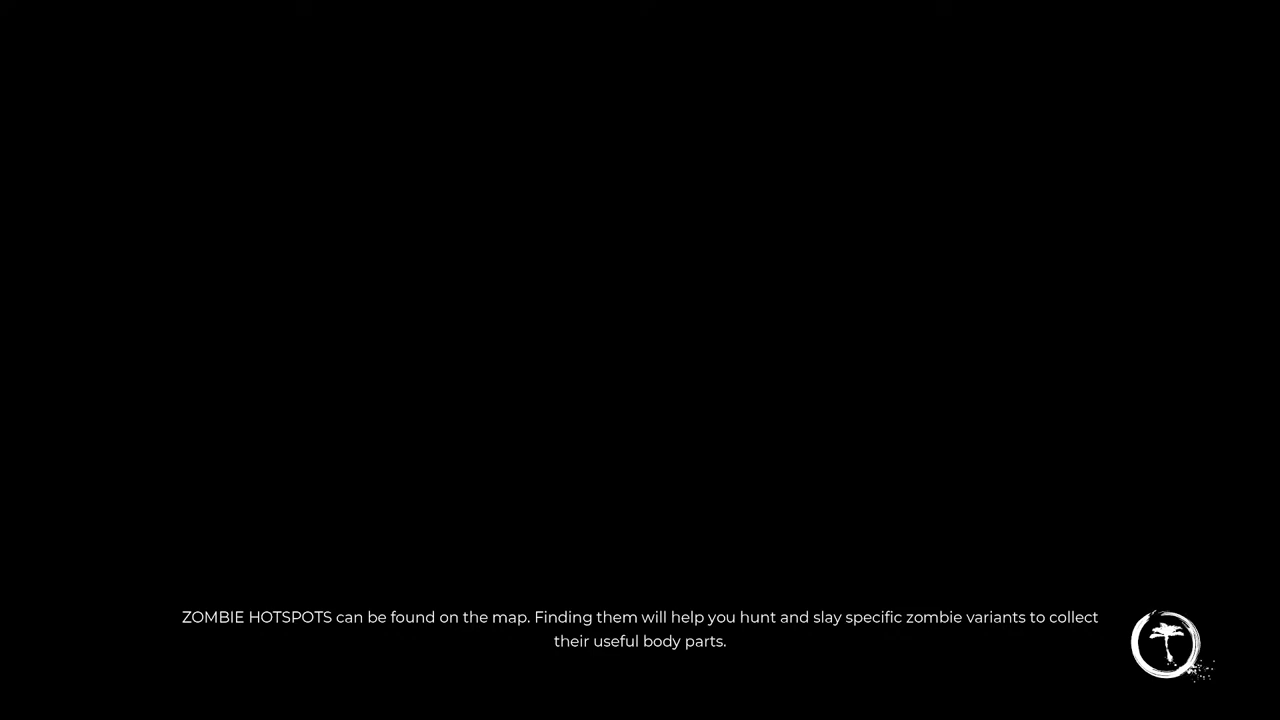 ZOMBIE HOTSPOTS can be found on the map. Finding them will help you hunt and slay specific zombie variants to collect
their useful body parts.